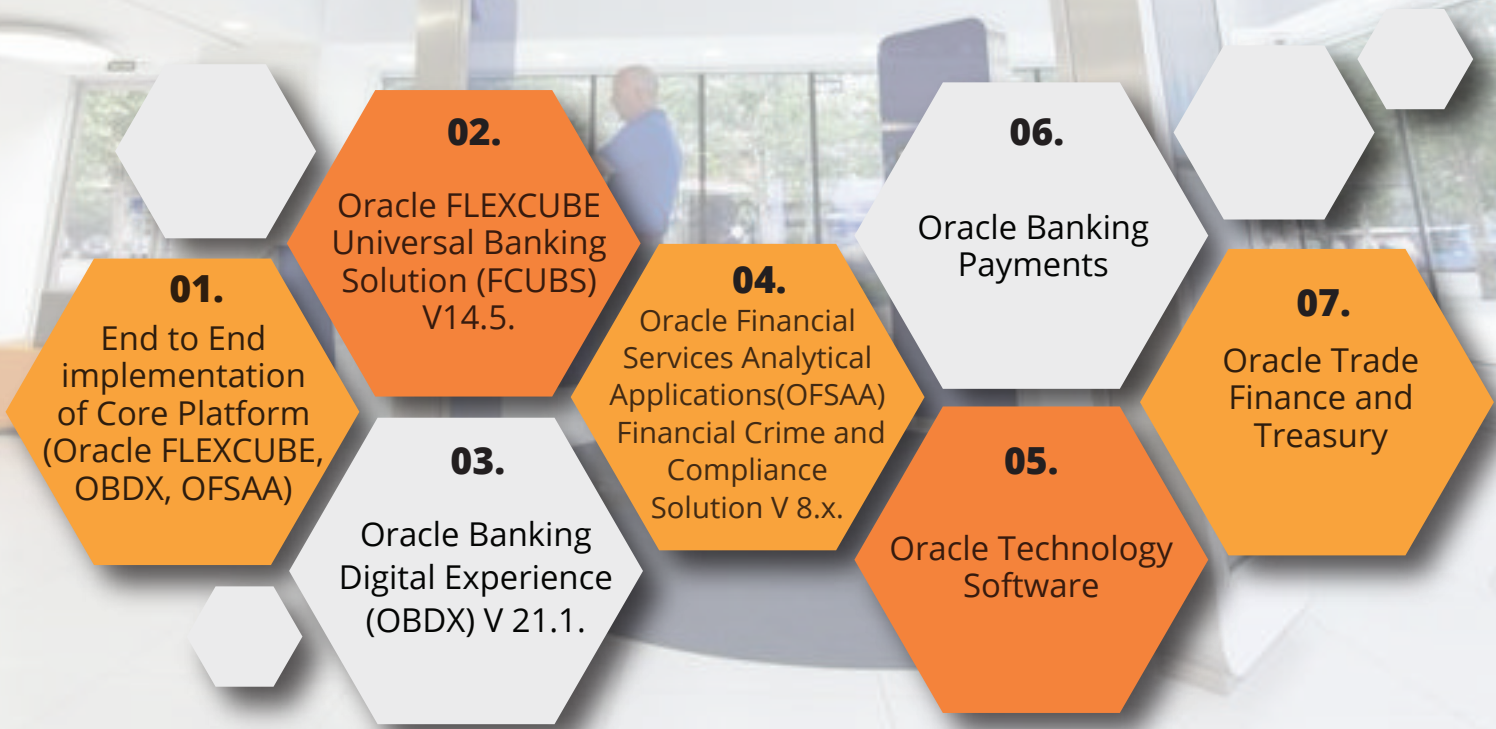 01.
End to End
implementation
of Core Platform
(Oracle FLEXCUBE,
OBDX, OFSAA)
02.
Oracle FLEXCUBE
Universal Banking
Solution (FCUBS)
V14.5.
03.
Oracle Banking
Digital Experience
(OBDX) V 21.1.
04.
Oracle Financial
Services Analytical
Applications(OFSAA)
Financial Crime and
Compliance
Solution V 8.x.
05.
Oracle Technology
Software
06.
Oracle Banking
Payments
07.
Oracle Trade
Finance and
Treasury